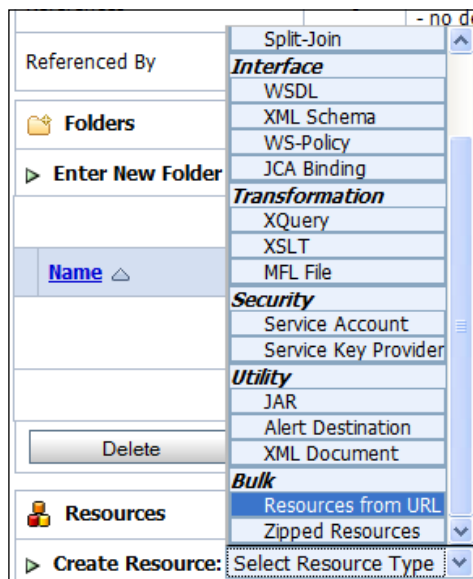 - no de
Split-Join
Referenced By
Interface
WSDL
XML Schema
Folders
WS-Policy
JCA Binding
Enter New Folder
Transformation
XQuery
XSLT
Name
MFL File
Security
Service Account
Service Key Provider
Utility
JAR
Alert Destination
Delete
XML Document
Bulk
Resources from URL
Resources
Zipped Resources
Create Resource: Select Resource Type